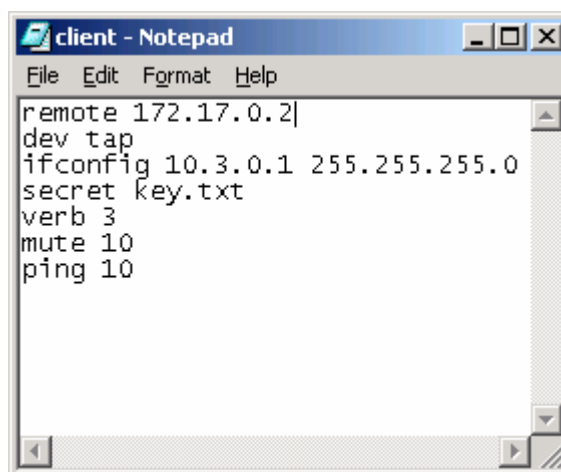 client - Notepad
File Edit Format Help
remote 172.17.0.2
dev tap
ifconfig 10.3.0.1 255.255.255.0
secret key.txt
verb 3
mute 10
ping 10